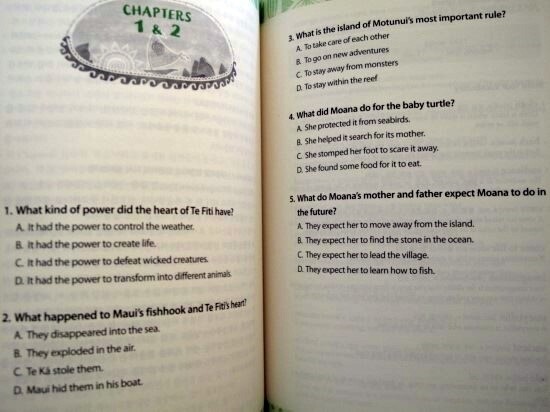 CHAPTERS
1 & 2
1. What kind of power did the heart of Te Fiti have?
A. It had the power to control the weather.
B. It had the power to create life.
C. It had the power to defeat wicked creatures.
D. It had the power to transform into different animals.
2. What happened to Maui's fishhook and Te Fiti's heart?
A. They disappeared into the sea.
B. They exploded in the air.
C. Te Kā stole them.
D. Maui hid them in his boat.
3. What is the island of Motunui's most important rule?
A. To take care of each other
B. To go on new adventures
C. To stay away from monsters
D. To stay within the reef
4. What did Moana do for the baby turtle?
A. She protected it from seabirds.
B. She helped it search for its mother.
C. She stomped her foot to scare it away.
D. She found some food for it to eat.
5. What do Moana's mother and father expect Moana to do in
the future?
A. They expect her to move away from the island.
B. They expect her to find the stone in the ocean.
C. They expect her to lead the village.
D. They expect her to learn how to fish.